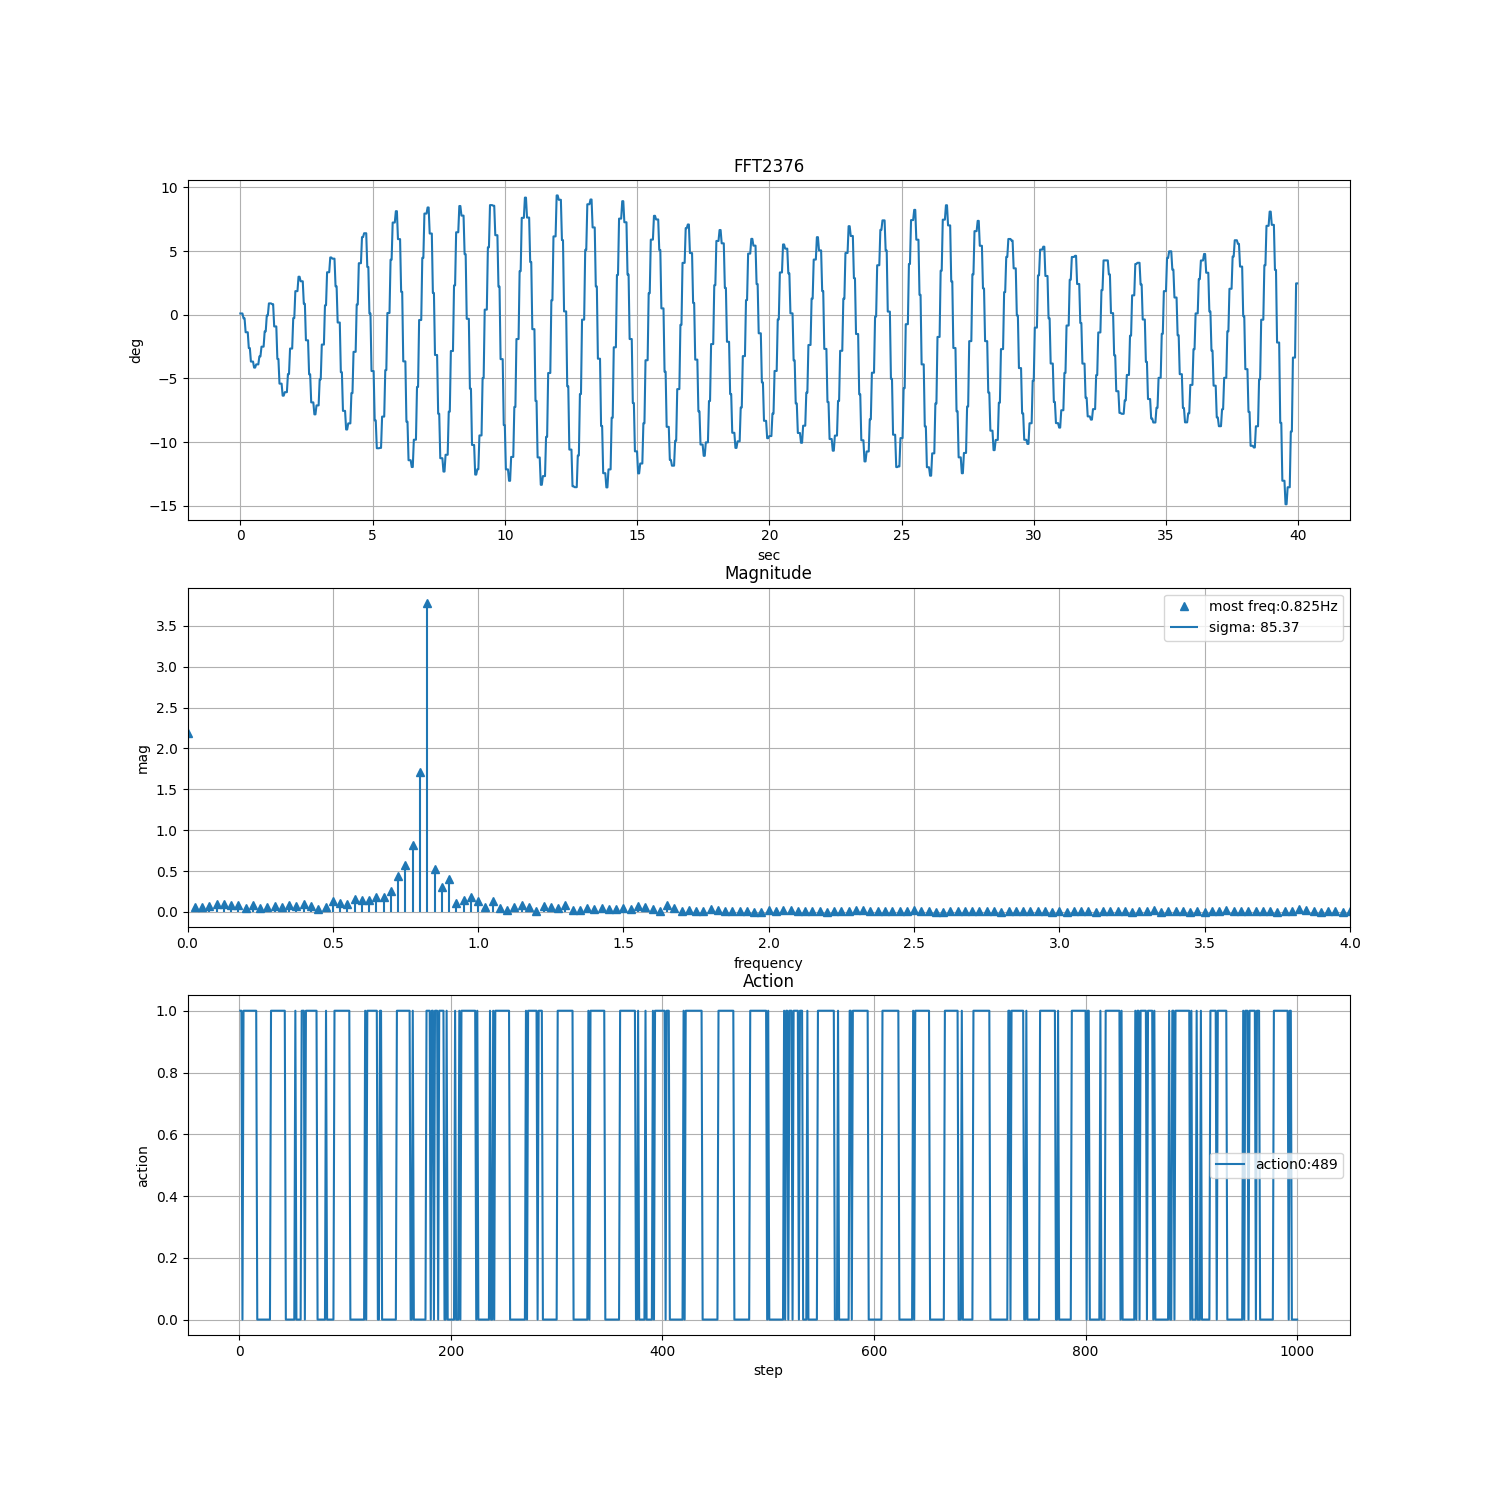 FFT2376
10
5
0
−5
−10
−15
deg
0 5 10 15 20 25 30 35 40
sec
Magnitude
most freq:0.825Hz
sigma: 85.37
3.5
3.0
2.5
2.0
1.5
1.0
0.5
0.0
mag
0.0 0.5 1.0 1.5 2.0 2.5 3.0 3.5 4.0
frequency
Action
1.0
0.8
0.6
0.4
0.2
0.0
action
action0:489
0 200 400 600 800 1000
step